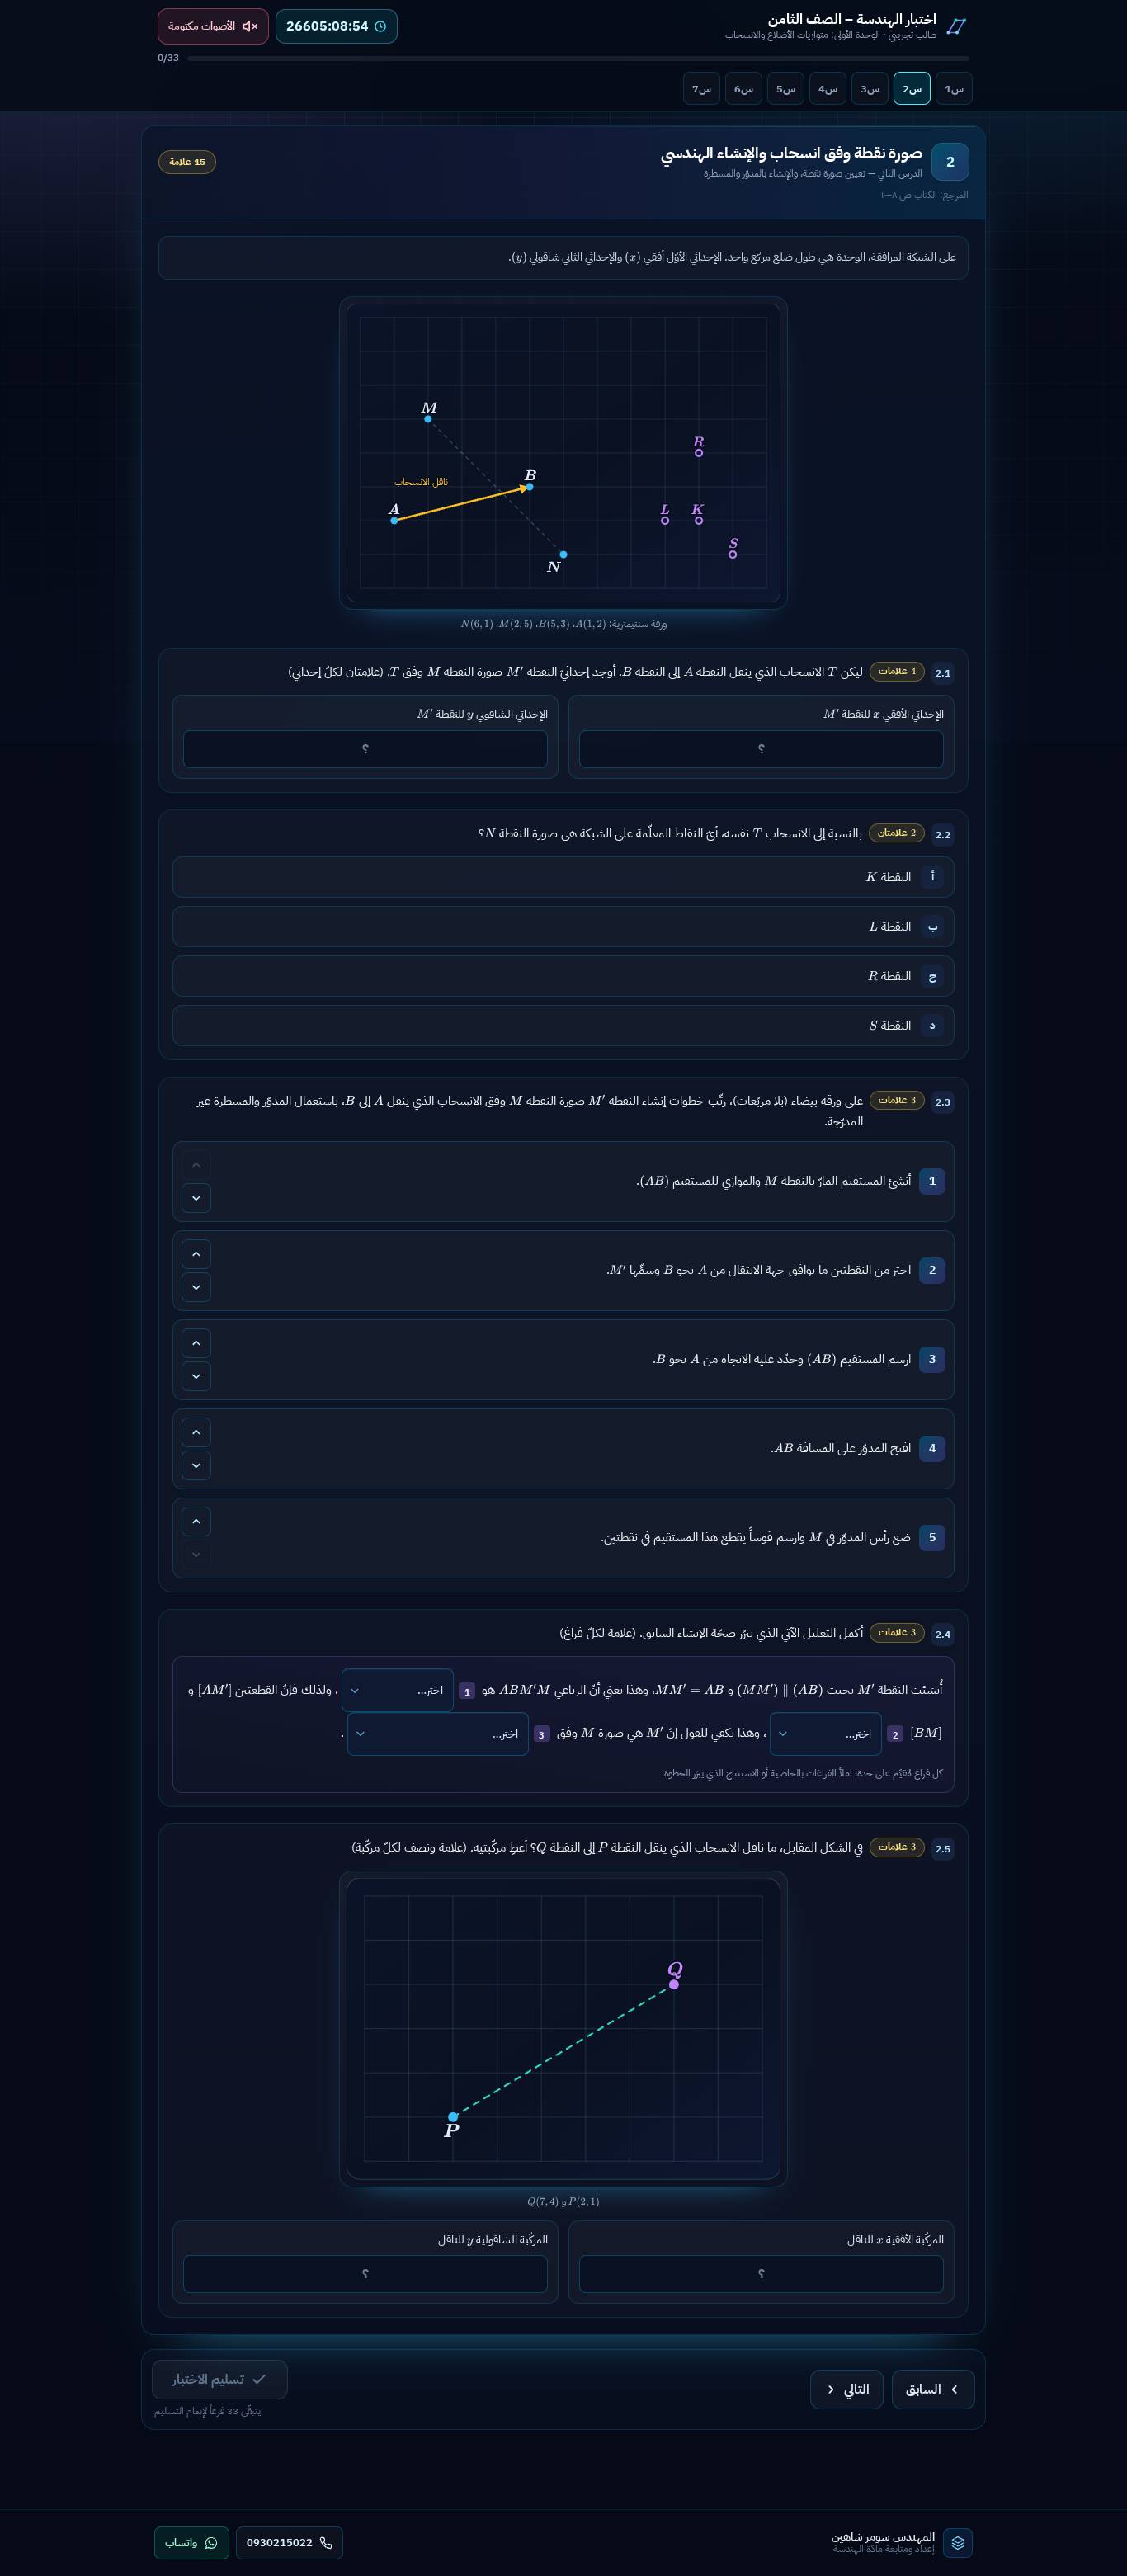 اختبار الهندسة – الصف الثامن
طالب تجريبي · الوحدة الأولى: متوازيات الأضلاع والانسحاب
26605:08:54
الأصوات مكتومة
0/33
س1 س2 س3 س4 س5 س6 س7
2
صورة نقطة وفق انسحاب والإنشاء الهندسي
15 علامة
الدرس الثاني — تعيين صورة نقطة، والإنشاء بالمدوّر والمسطرة
المرجع: الكتاب ص ٨–١٠
على الشبكة المرافقة، الوحدة هي طول ضلع مربّع واحد. الإحداثي الأوّل أفقي (x) والإحداثي الثاني شاقولي (y).
M
R
B
ناقل الانسحاب
A
L K
S
N
ورقة سنتيمترية: A(1, 2)، B(5, 3)، M(2, 5)، N(6, 1)
2.1 4 علامات ليكن T الانسحاب الذي ينقل النقطة A إلى النقطة B. أوجد إحداثيّ النقطة M′ صورة النقطة M وفق T. (علامتان لكلّ إحداثي)
الإحداثي الأفقي x للنقطة M′
؟
الإحداثي الشاقولي y للنقطة M′
؟
2.2 2 علامتان بالنسبة إلى الانسحاب T نفسه، أيّ النقاط المعلّمة على الشبكة هي صورة النقطة N؟
أ النقطة K
ب النقطة L
ج النقطة R
د النقطة S
2.3 3 علامات على ورقة بيضاء (بلا مربّعات)، رتّب خطوات إنشاء النقطة M′ صورة النقطة M وفق الانسحاب الذي ينقل A إلى B، باستعمال المدوّر والمسطرة غير
المدرّجة.
1 أنشئ المستقيم المارّ بالنقطة M والموازي للمستقيم (AB).
2 اختر من النقطتين ما يوافق جهة الانتقال من A نحو B وسمِّها M′.
3 ارسم المستقيم (AB) وحدّد عليه الاتجاه من A نحو B.
4 افتح المدوّر على المسافة AB.
5 ضع رأس المدوّر في M وارسم قوساً يقطع هذا المستقيم في نقطتين.
2.4 3 علامات أكمل التعليل الآتي الذي يبرّر صحّة الإنشاء السابق. (علامة لكلّ فراغ)
أُنشئت النقطة M′ بحيث (MM′) ∥ (AB) و MM′ = AB، وهذا يعني أنّ الرباعي ABM′M هو 1 اختر... ، ولذلك فإنّ القطعتين [AM′] و
[BM] 2 اختر... ، وهذا يكفي للقول إنّ M′ هي صورة M وفق 3 اختر... .
كل فراغ مُقيَّم على حدة؛ املأ الفراغات بالخاصية أو الاستنتاج الذي يبرّر الخطوة.
2.5 3 علامات في الشكل المقابل، ما ناقل الانسحاب الذي ينقل النقطة P إلى النقطة Q؟ أعطِ مركّبتيه. (علامة ونصف لكلّ مركّبة)
Q
P
P(2, 1) و Q(7, 4)
المركّبة الأفقية x للناقل
؟
المركّبة الشاقولية y للناقل
؟
السابق
التالي
تسليم الاختبار
يتبقّى 33 فرعاً لإتمام التسليم.
المهندس سومر شاهين
إعداد ومتابعة مادّة الهندسة
0930215022
واتساب